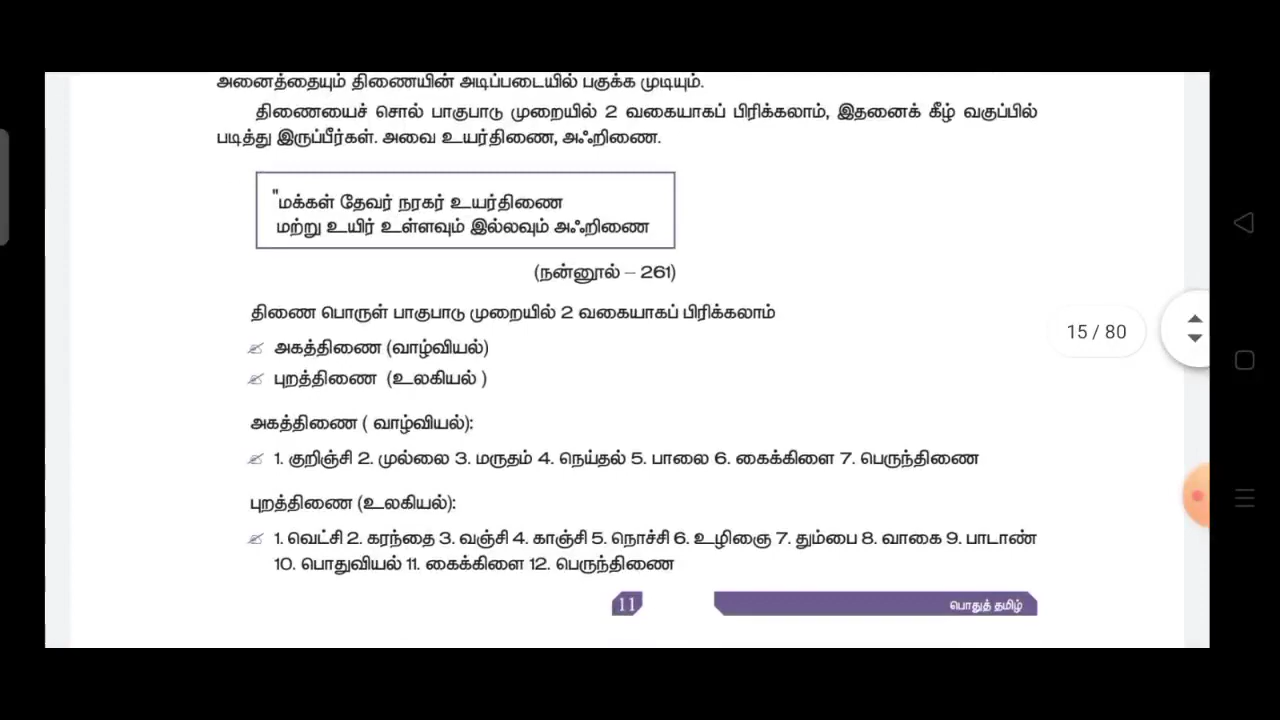 அனைத்தையும் திணையின் அடிப்படையில் பகுக்க முடியும்.
திணையைச் சொல் பாகுபாடு முறையில் 2 வகையாகப் பிரிக்கலாம், இதனைக் கீழ் வகுப்பில்
படித்து இருப்பீர்கள். அவை உயர்திணை, அஃறிணை.
"மக்கள் தேவர் நரகர் உயர்திணை
மற்று உயிர் உள்ளவும் இல்லவும் அஃறிணை
(நன்னூல் – 261)
திணை பொருள் பாகுபாடு முறையில் 2 வகையாகப் பிரிக்கலாம்
அகத்திணை (வாழ்வியல்)
புறத்திணை (உலகியல் )
அகத்திணை ( வாழ்வியல்):
1. குறிஞ்சி 2. முல்லை 3. மருதம் 4. நெய்தல் 5. பாலை 6. கைக்கிளை 7. பெருந்திணை
புறத்திணை (உலகியல்):
1. வெட்சி 2. கரந்தை 3. வஞ்சி 4. காஞ்சி 5. நொச்சி 6. உழிஞை 7. தும்பை 8. வாகை 9. பாடாண்
10. பொதுவியல் 11. கைக்கிளை 12. பெருந்திணை
11
பொதுத் தமிழ்
15 / 80